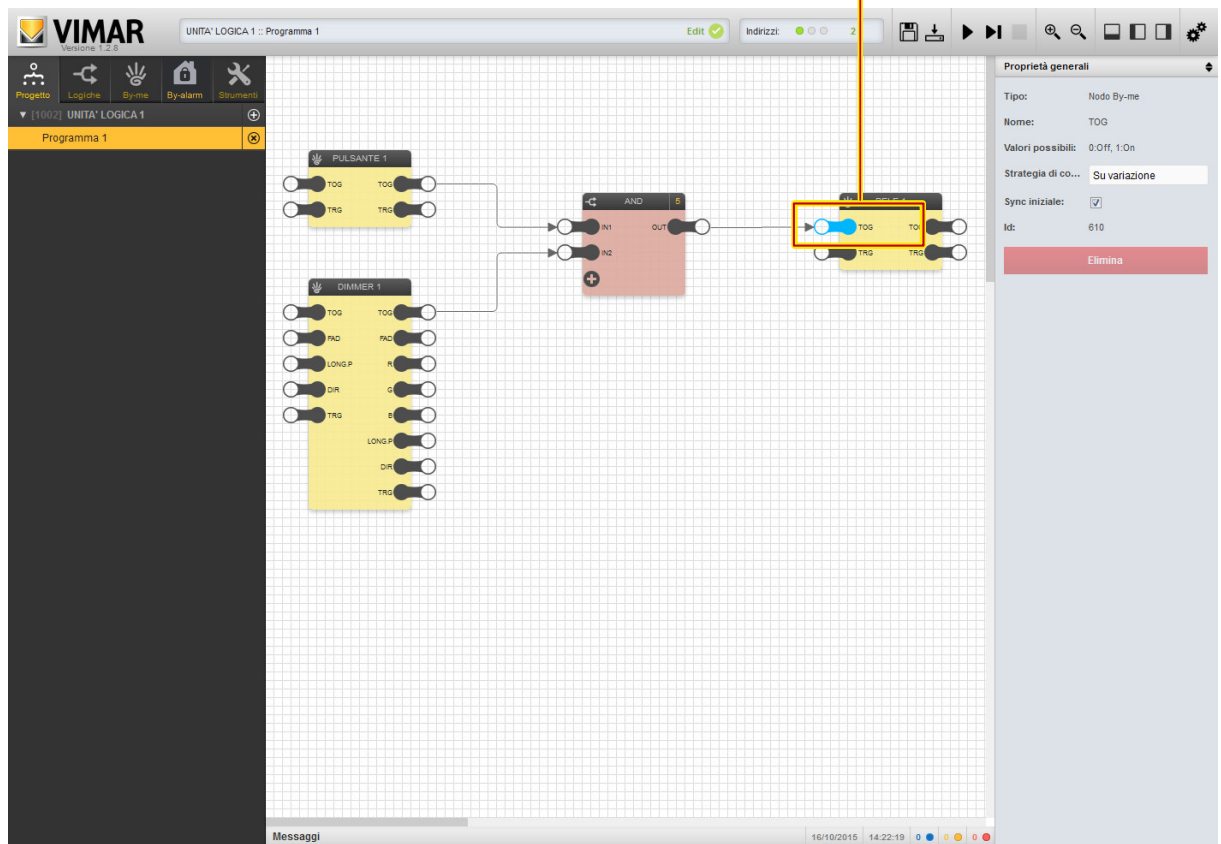 VIMAR
Versione 1.2.8
UNITA' LOGICA 1 :: Programma 1
Edit
Indirizzi:
2
Progetto
Logiche
By-me
By-alarm
Strumenti
[1002] UNITA' LOGICA 1
Programma 1
PULSANTE 1
TOG TOG
TRG TRG
DIMMER 1
TOG TOG
FAD FAD
LONG.P R
DIR G
TRG B
LONG.P
DIR
TRG
AND 5
IN1 OUT
IN2
TOG
TRG TRG
Proprietà generali
Tipo: Nodo By-me
Nome: TOG
Valori possibili: 0:Off, 1:On
Strategia di co... Su variazione
Sync iniziale:
Id: 610
Elimina
Messaggi
16/10/2015 14:22:19 0 0 0